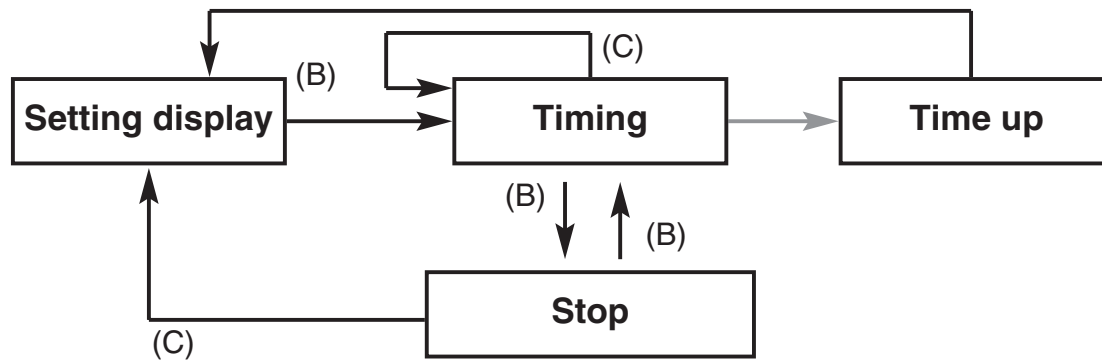 (C)
(B)
Setting display
Timing
Time up
(B)
(B)
Stop
(C)